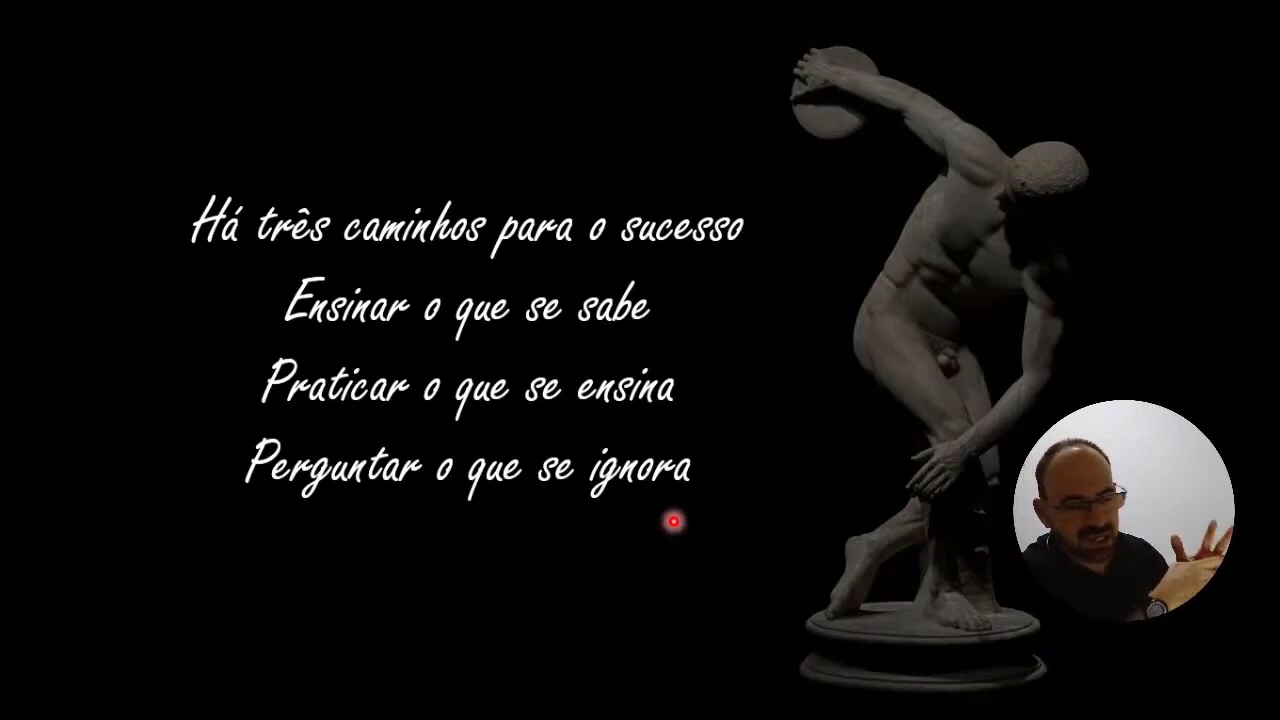 Há três caminhos para o sucesso
Ensinar o que se sabe
Praticar o que se ensina
Perguntar o que se ignora